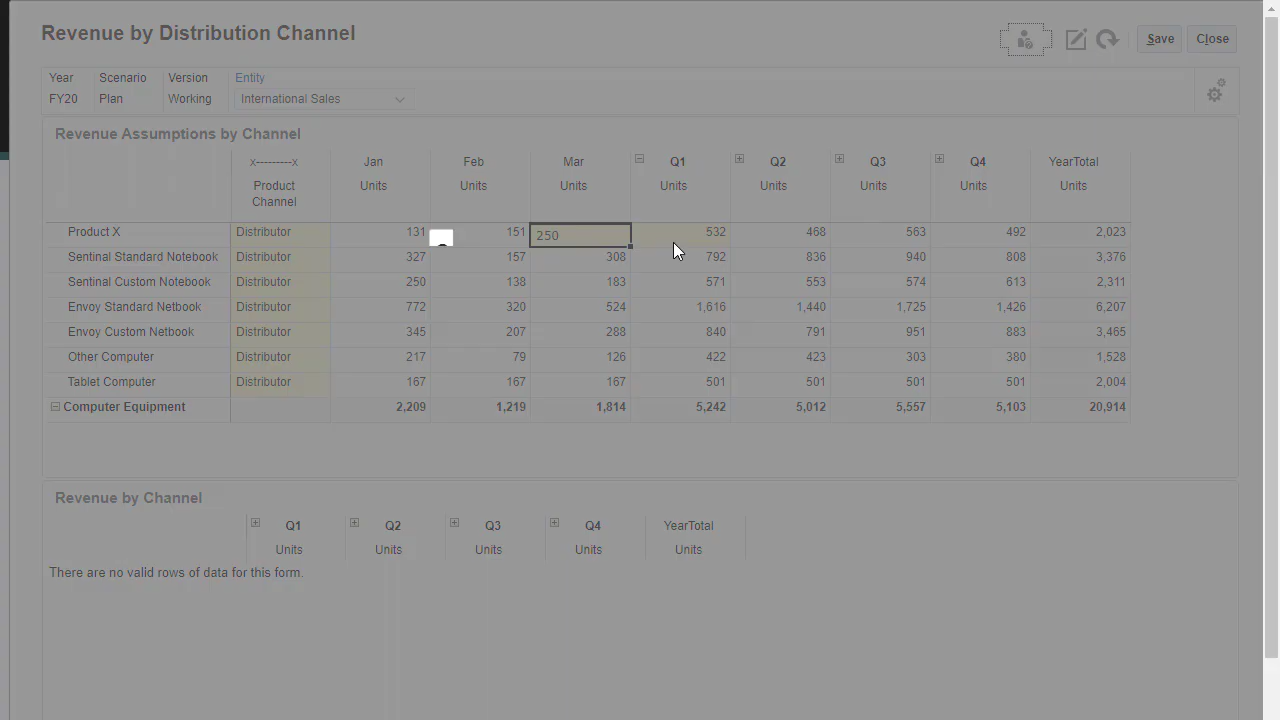 Revenue by Distribution Channel
Save Close
Year Scenario Version Entity
FY20 Plan Working International Sales
Revenue Assumptions by Channel
x---------x Jan Feb Mar Q1 Q2 Q3 Q4 YearTotal
Product Channel Units Units Units Units Units Units Units Units
Product X Distributor 131 151 250 532 468 563 492 2,023
Sentinal Standard Notebook Distributor 327 157 308 792 836 940 808 3,376
Sentinal Custom Notebook Distributor 250 138 183 571 553 574 613 2,311
Envoy Standard Netbook Distributor 772 320 524 1,616 1,440 1,725 1,426 6,207
Envoy Custom Netbook Distributor 345 207 288 840 791 951 883 3,465
Other Computer Distributor 217 79 126 422 423 303 380 1,528
Tablet Computer Distributor 167 167 167 501 501 501 501 2,004
Computer Equipment 2,209 1,219 1,814 5,242 5,012 5,557 5,103 20,914
Revenue by Channel
Q1 Q2 Q3 Q4 YearTotal
Units Units Units Units Units
There are no valid rows of data for this form.